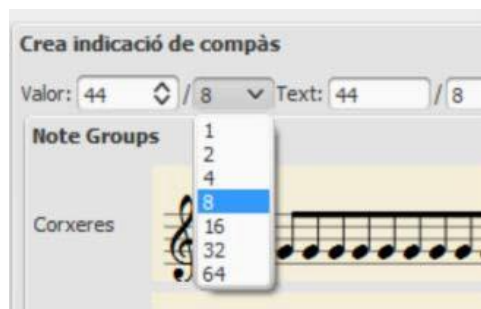 Crea indicació de compàs
Valor: 44 / 8 Text: 44 / 8
Note Groups
1
2
4
8
Corxeres
16
32
64